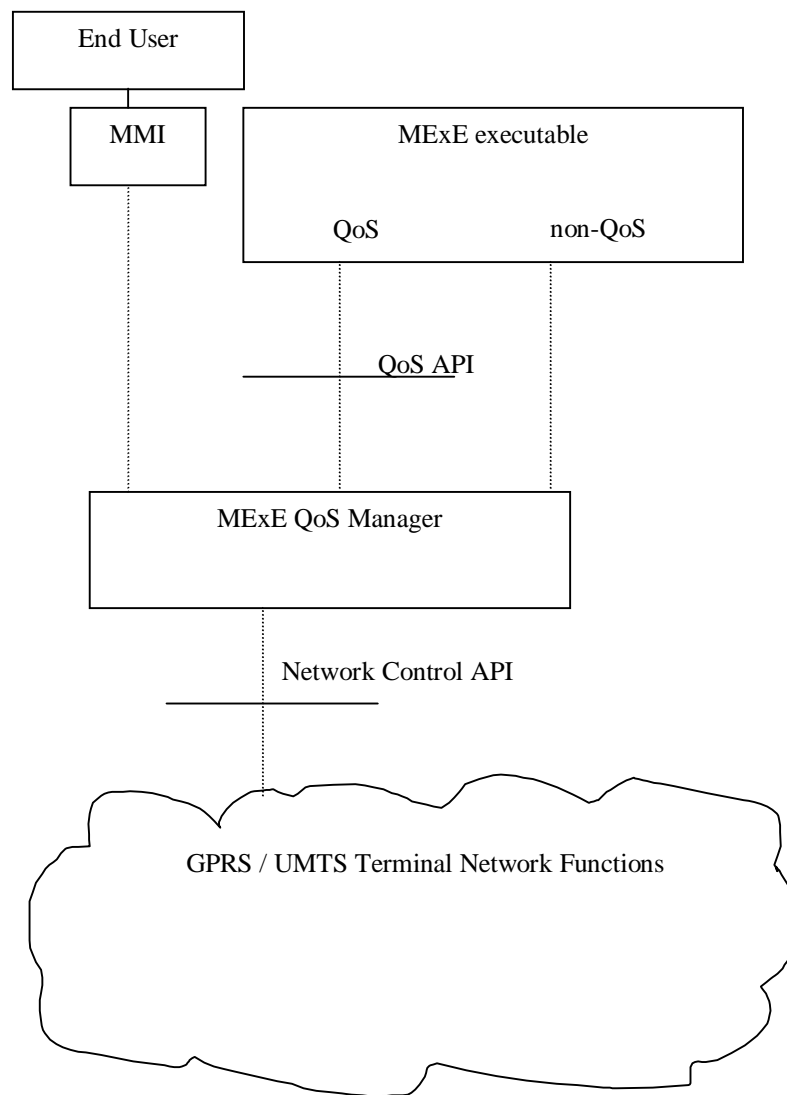 End User
MMI
MExE executable
QoS
non-QoS
QoS API
MExE QoS Manager
Network Control API
GPRS / UMTS Terminal Network Functions